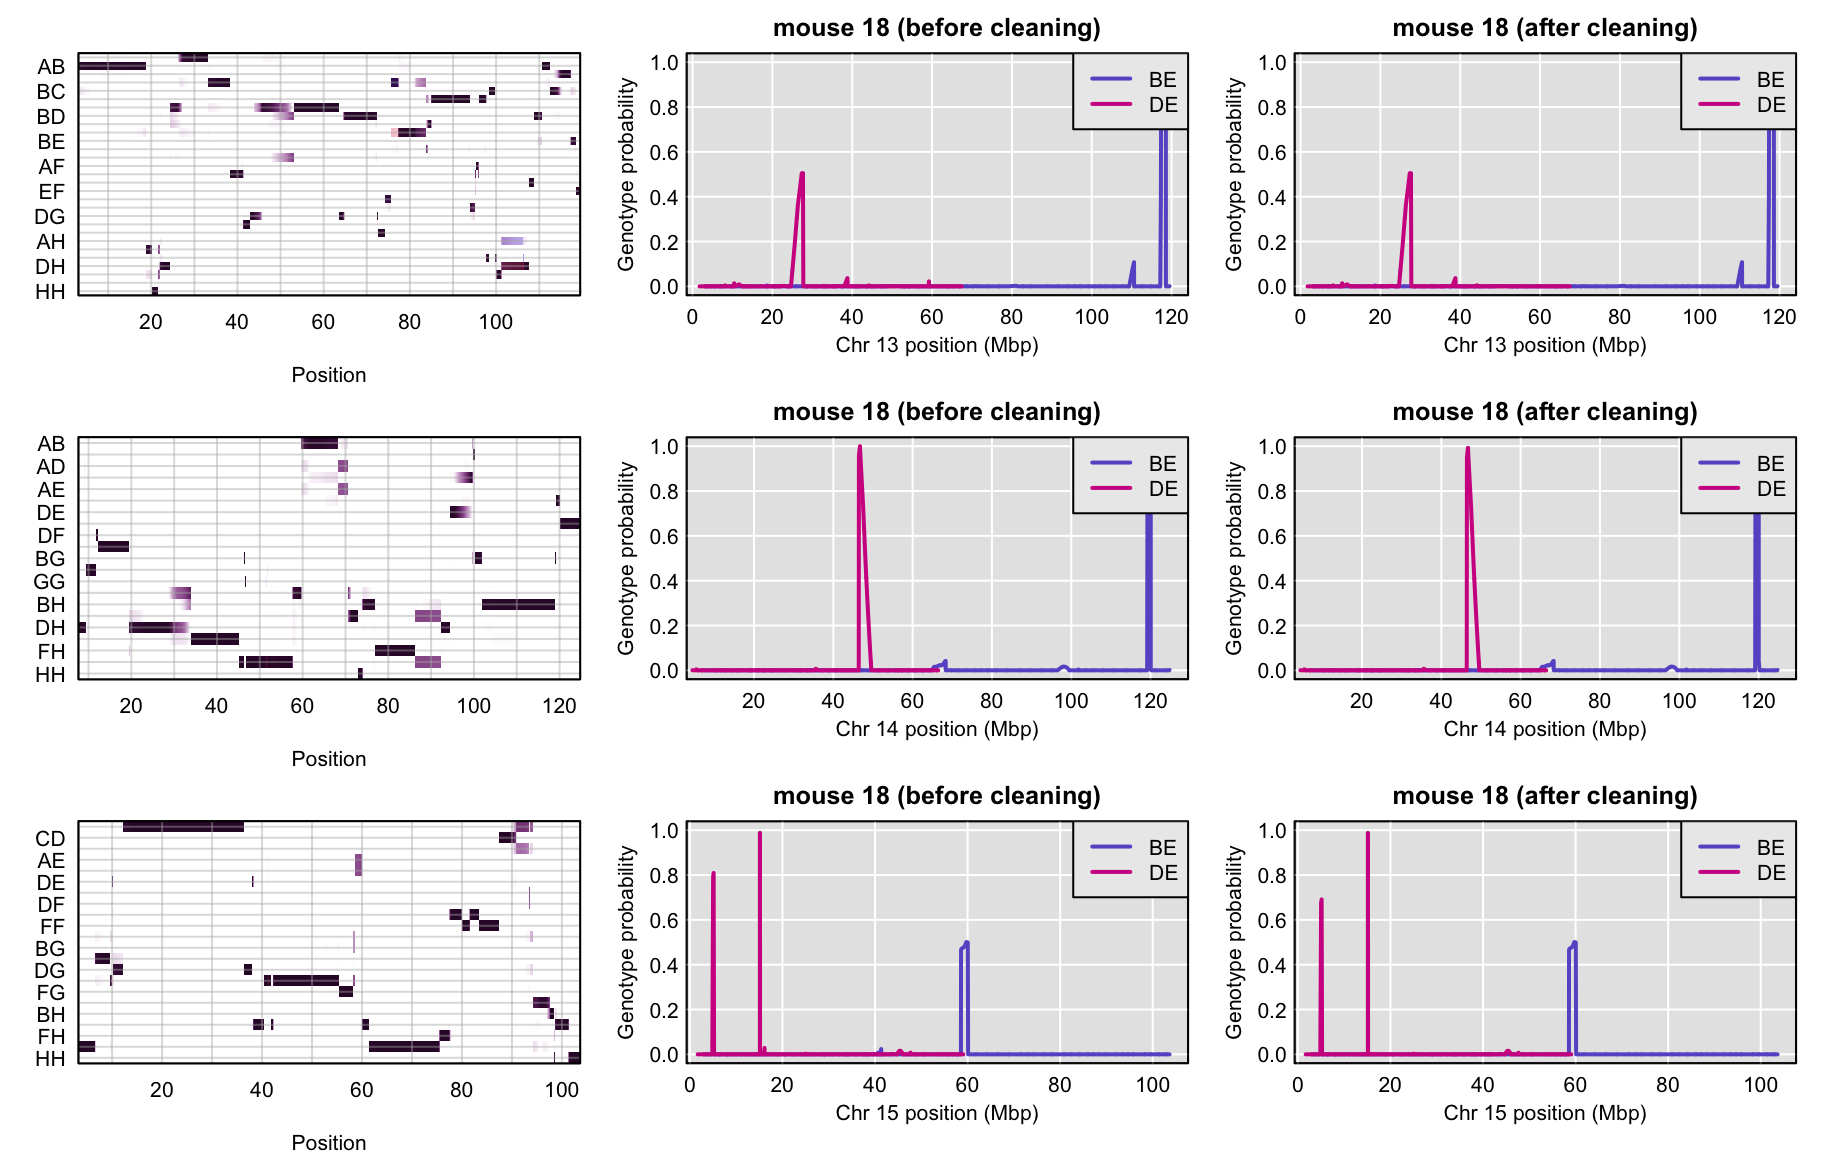 mouse 18 (before cleaning)
mouse 18 (after cleaning)
AB
BC
BD
BE
AF
EF
DG
AH
DH
HH
20 40 60 80 100
Position
Genotype probability
1.0
0.8
0.6
0.4
0.2
0.0
BE
DE
0 20 40 60 80 100 120
Chr 13 position (Mbp)
Genotype probability
1.0
0.8
0.6
0.4
0.2
0.0
BE
DE
0 20 40 60 80 100 120
Chr 13 position (Mbp)
mouse 18 (before cleaning)
mouse 18 (after cleaning)
AB
AD
AE
DE
DF
BG
GG
BH
DH
FH
HH
20 40 60 80 100 120
Position
Genotype probability
1.0
0.8
0.6
0.4
0.2
0.0
BE
DE
20 40 60 80 100 120
Chr 14 position (Mbp)
Genotype probability
1.0
0.8
0.6
0.4
0.2
0.0
BE
DE
20 40 60 80 100 120
Chr 14 position (Mbp)
mouse 18 (before cleaning)
mouse 18 (after cleaning)
CD
AE
DE
DF
FF
BG
DG
FG
BH
FH
HH
20 40 60 80 100
Position
Genotype probability
1.0
0.8
0.6
0.4
0.2
0.0
BE
DE
0 20 40 60 80 100
Chr 15 position (Mbp)
Genotype probability
1.0
0.8
0.6
0.4
0.2
0.0
BE
DE
0 20 40 60 80 100
Chr 15 position (Mbp)